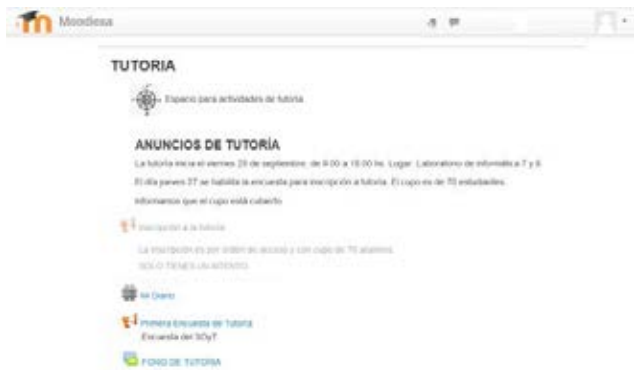 Moodlesa
TUTORIA
Espacio para actividades de tutoría
ANUNCIOS DE TUTORÍA
La tutoría inicia el viernes 28 de septiembre de 9:00 a 10:00 hs. Lugar: Laboratorio de informática 7 y 8
El día jueves 27 se habilita la encuesta para inscripción a tutoría. El cupo es de 70 estudiantes.
Informamos que el cupo está cubierto
Inscripción a la tutoría
La inscripción es por orden de acceso y con cupo de 70 alumnos.
SOLO TIENES UN INTENTO
Mi Diario
Primera Encuesta de Tutoría
Encuesta del SOyT
FORO DE TUTORIA